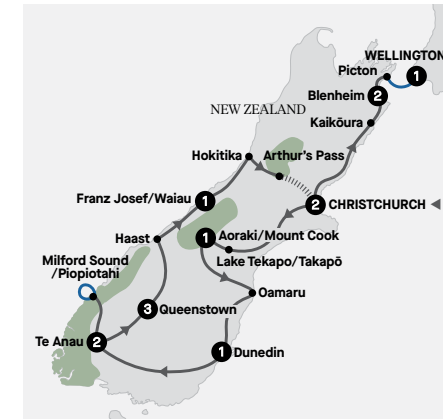 WELLINGTON
Picton
1
Blenheim 2
Kaikōura
NEW ZEALAND
Hokitika
Arthur's Pass
Franz Josef/Waiau 1
2 CHRISTCHURCH
1 Aoraki/Mount Cook
Haast
Lake Tekapo/Takapō
Milford Sound
/Piopiotahi
Oamaru
3 Queenstown
Te Anau 2
1 Dunedin